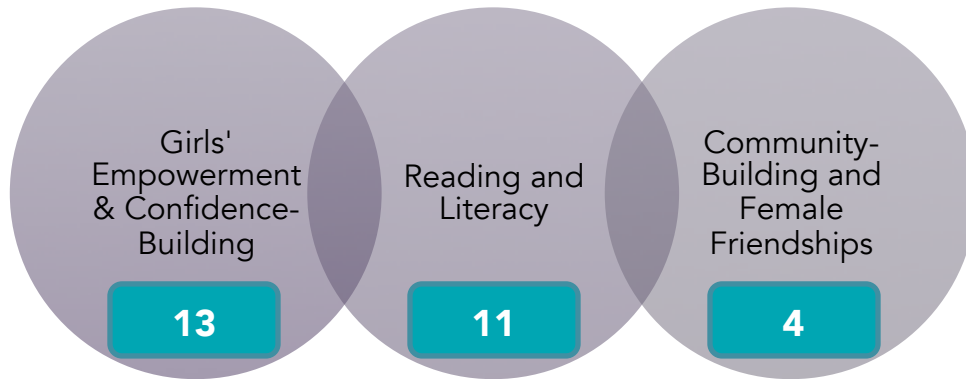 Girls'
Empowerment
& Confidence-
Building
13
Reading and
Literacy
11
Community-
Building and
Female
Friendships
4